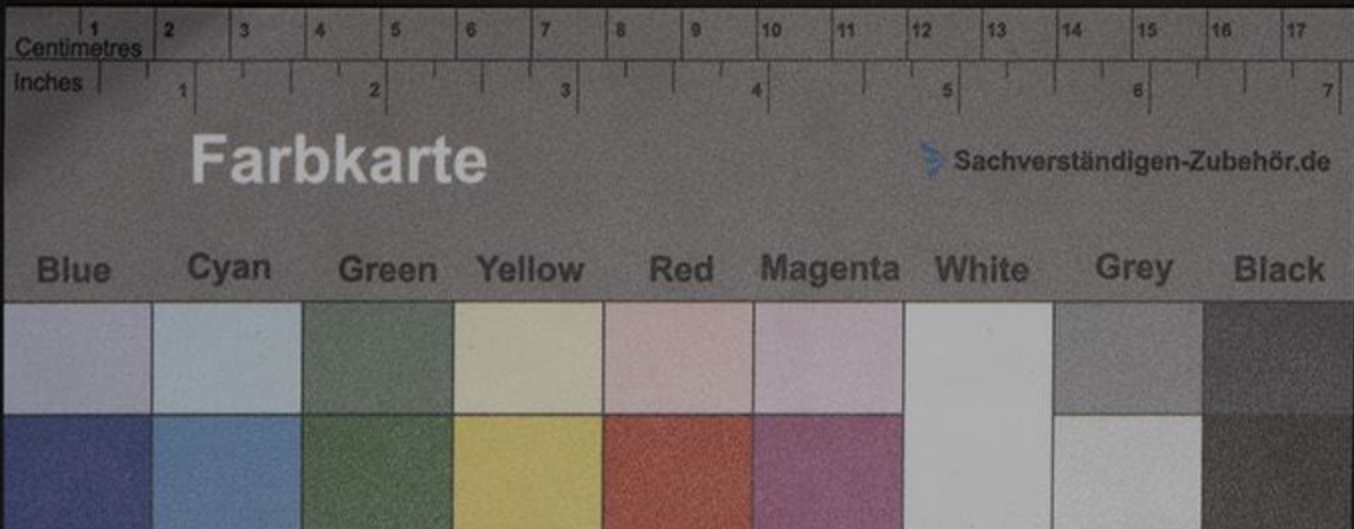 1 2 3 4 5 6 7 8 9 10 11 12 13 14 15 16 17
Centimetres
Inches
1 2 3 4 5 6 7
Farbkarte
Sachverständigen-Zubehör.de
Blue Cyan Green Yellow Red Magenta White Grey Black